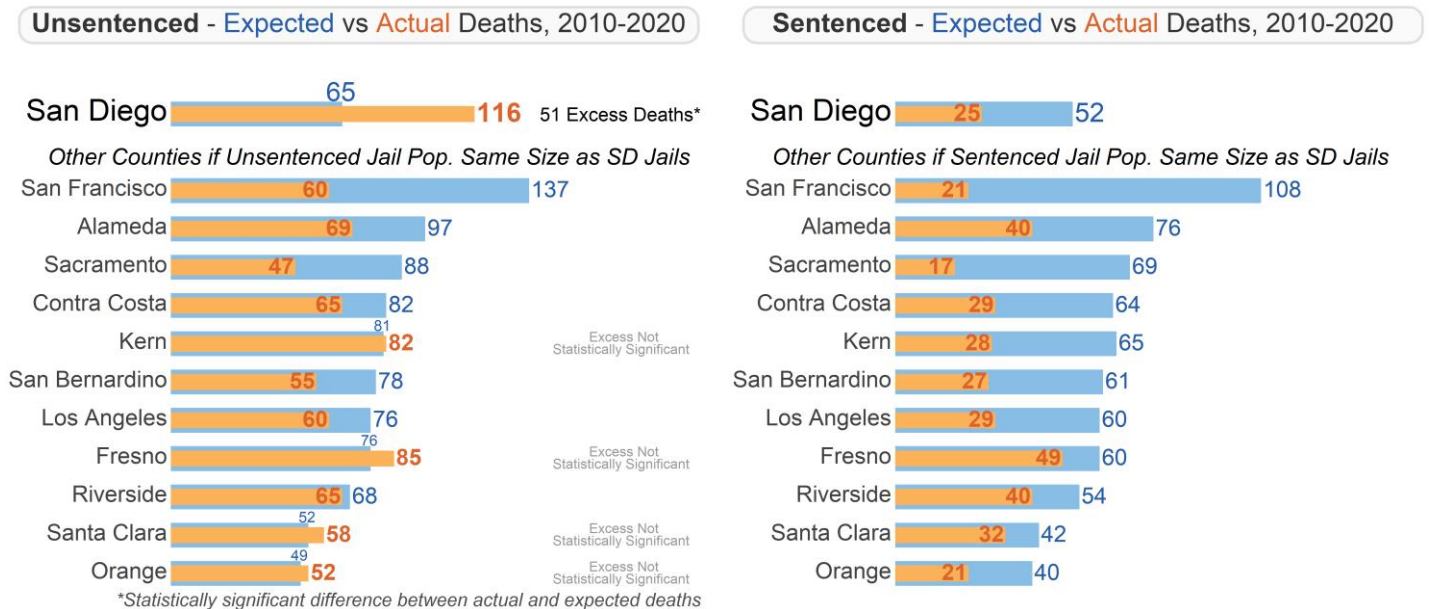 Unsentenced - Expected vs Actual Deaths, 2010-2020
65
San Diego 116 51 Excess Deaths*
Other Counties if Unsentenced Jail Pop. Same Size as SD Jails
San Francisco 60 137
Alameda 69 97
Sacramento 47 88
Contra Costa 65 82
81
Kern 82 Excess Not
Statistically Significant
San Bernardino 55 78
Los Angeles 60 76
76
Fresno 85 Excess Not
Statistically Significant
Riverside 65 68
52
Santa Clara 58 Excess Not
Statistically Significant
49
Orange 52 Excess Not
Statistically Significant
*Statistically significant difference between actual and expected deaths
Sentenced - Expected vs Actual Deaths, 2010-2020
San Diego 25 52
Other Counties if Sentenced Jail Pop. Same Size as SD Jails
San Francisco 21 108
Alameda 40 76
Sacramento 17 69
Contra Costa 29 64
Kern 28 65
San Bernardino 27 61
Los Angeles 29 60
Fresno 49 60
Riverside 40 54
Santa Clara 32 42
Orange 21 40